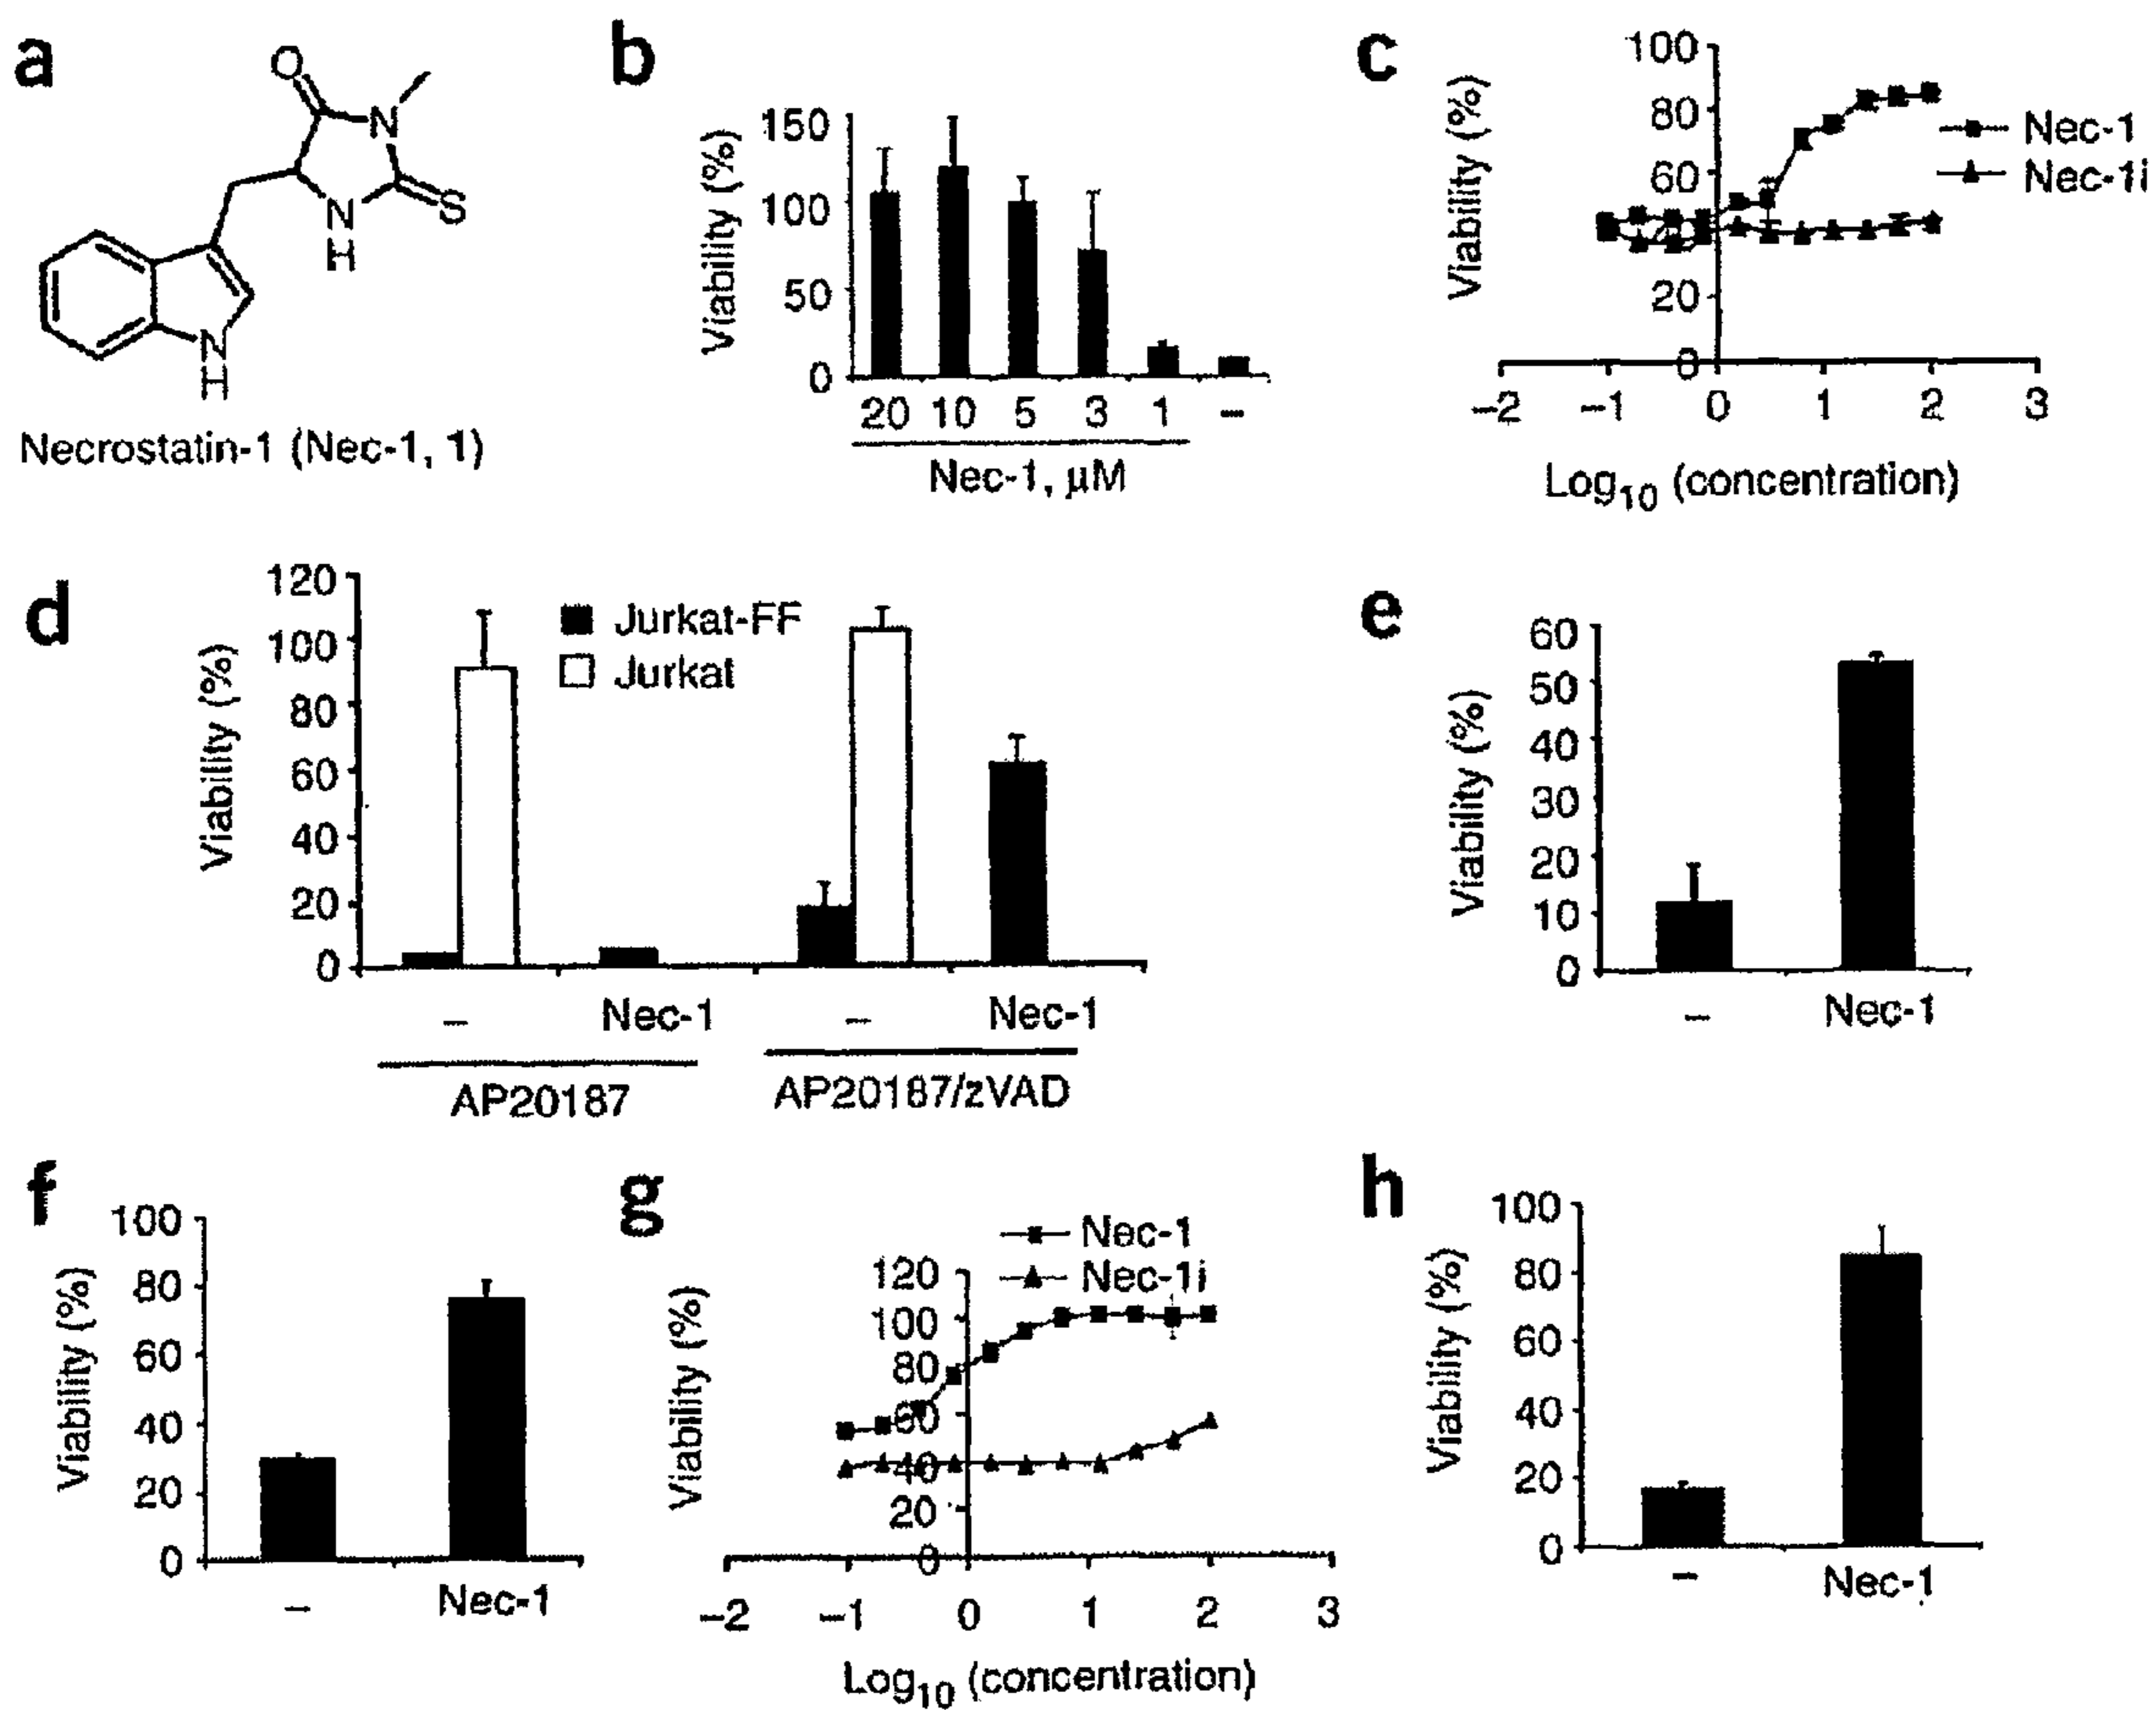 a
O
N
S
N
H
N
H
Necrostatin-1 (Nec-1, 1)
b
Viability (%)
150
100
50
0
20 10 5 3 1 –
Nec-1, µM
c
Viability (%)
100
80
60
40
20
0
–2 –1 0 1 2 3
Log10 (concentration)
Nec-1
Nec-1i
d
Viability (%)
120
100
80
60
40
20
0
Jurkat-FF
Jurkat
– Nec-1 – Nec-1
AP20187 AP20187/zVAD
e
Viability (%)
60
50
40
30
20
10
0
– Nec-1
f
Viability (%)
100
80
60
40
20
0
– Nec-1
g
Viability (%)
Nec-1
Nec-1i
120
100
80
60
40
20
0
–2 –1 0 1 2 3
Log10 (concentration)
h
Viability (%)
100
80
60
40
20
0
– Nec-1